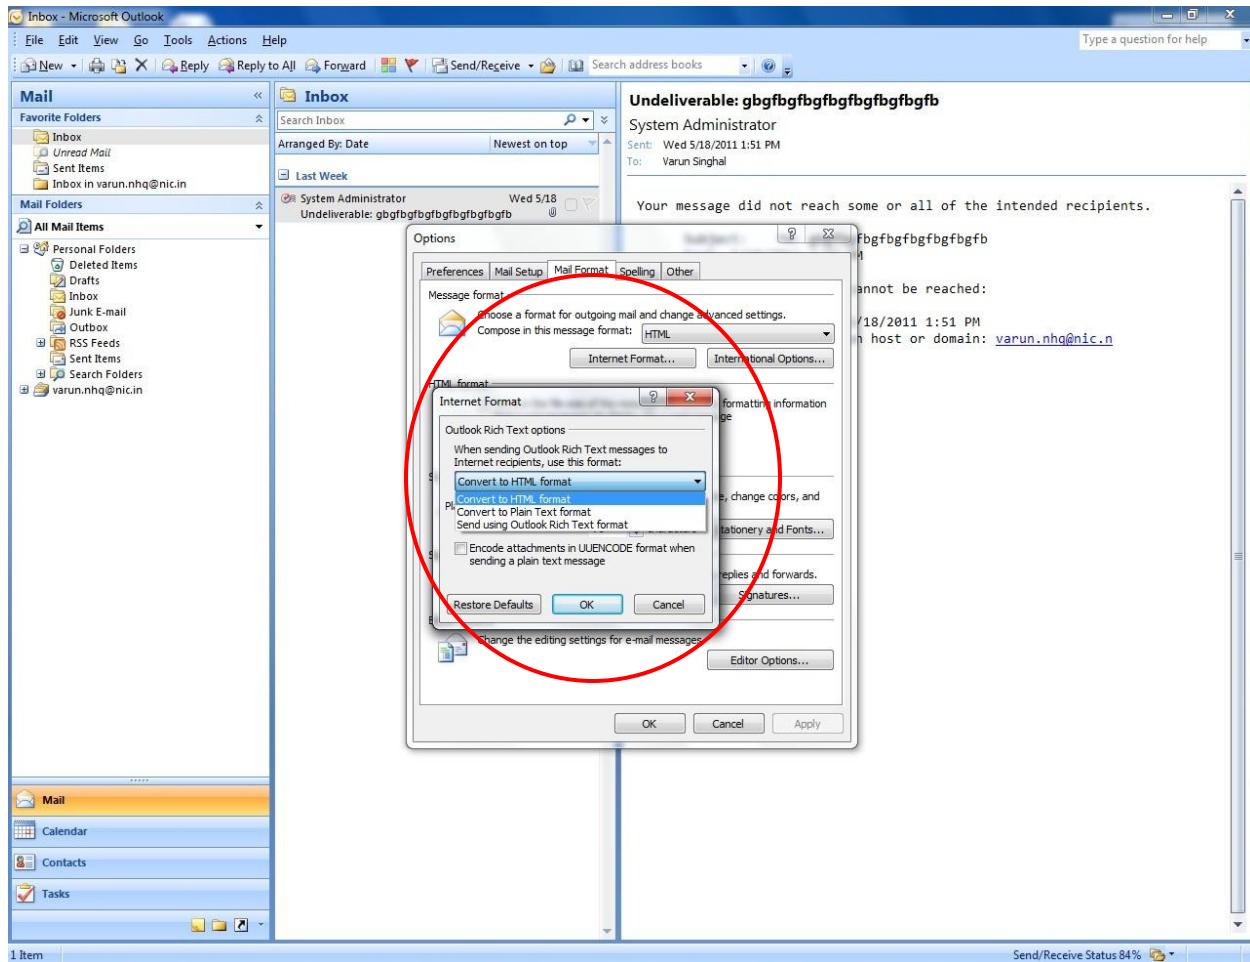 Inbox - Microsoft Outlook
File Edit View Go Tools Actions Help
Type a question for help
New Reply Reply to All Forward Send/Receive Search address books
Mail
Favorite Folders
Inbox
Unread Mail
Sent Items
Inbox in varun.nhq@nic.in
Mail Folders
All Mail Items
Personal Folders
Deleted Items
Drafts
Inbox
Junk E-mail
Outbox
RSS Feeds
Sent Items
Search Folders
varun.nhq@nic.in
Mail
Calendar
Contacts
Tasks
Inbox
Search Inbox
Arranged By: Date Newest on top
Last Week
System Administrator Wed 5/18
Undeliverable: gbgfbgfbgfbgfbgfbgfbgfb
Undeliverable: gbgfbgfbgfbgfbgfbgfbgfb
System Administrator
Sent: Wed 5/18/2011 1:51 PM
To: Varun Singhal
Your message did not reach some or all of the intended recipients.
fbgfbgfbgfbgfbgfb
annot be reached:
/18/2011 1:51 PM
host or domain: varun.nhq@nic.n
Options
Preferences Mail Setup Mail Format Spelling Other
Message format
Choose a format for outgoing mail and change advanced settings.
Compose in this message format: HTML
Internet Format... International Options...
HTML format
formatting information
ge
e, change colors, and
tationery and Fonts...
replies and forwards.
Signatures...
Change the editing settings for e-mail messages
Editor Options...
OK Cancel Apply
Internet Format
Outlook Rich Text options
When sending Outlook Rich Text messages to
Internet recipients, use this format:
Convert to HTML format
Convert to HTML format
Convert to Plain Text format
Send using Outlook Rich Text format
Encode attachments in UUENCODE format when
sending a plain text message
Restore Defaults OK Cancel
1 Item
Send/Receive Status 84%